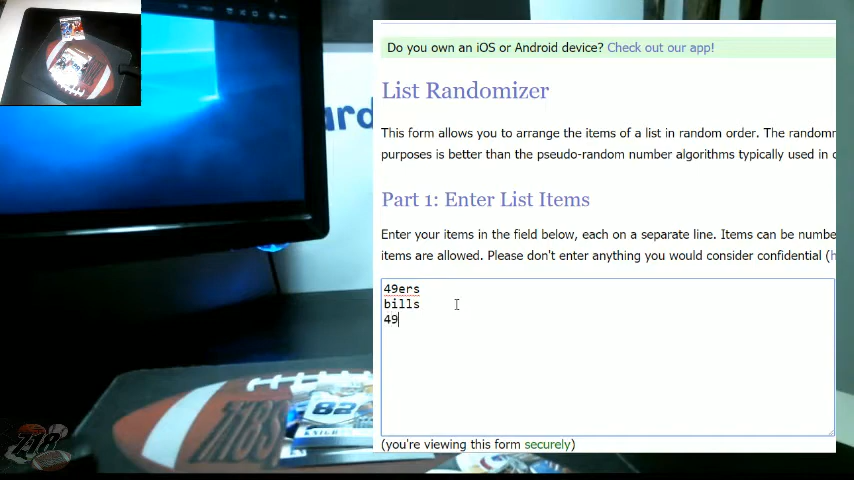 Do you own an iOS or Android device? Check out our app!
List Randomizer
This form allows you to arrange the items of a list in random order. The
purposes is better than the pseudo-random number algorithms typically used in
Part 1: Enter List Items
Enter your items in the field below, each on a separate line. Items can be
items are allowed. Please don't enter anything you would consider confidential (
49ers
bills
49
(you're viewing this form securely)
82